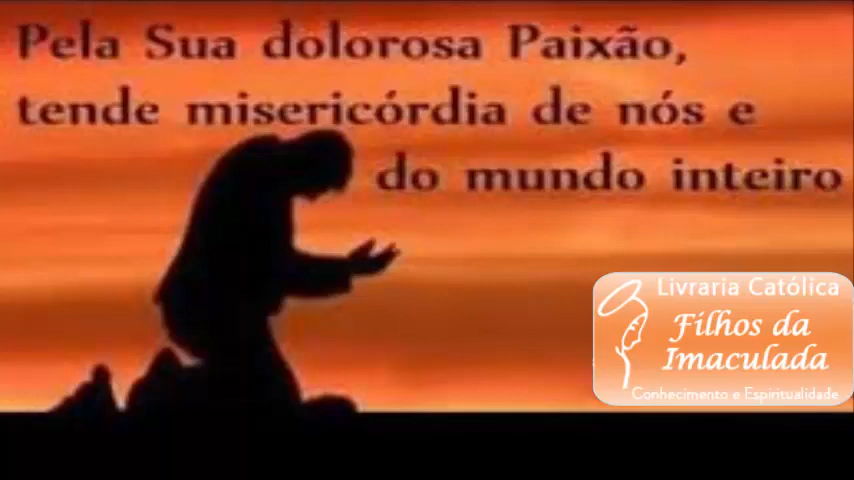 Pela Sua dolorosa Paixão,
tende misericórdia de nós e
do mundo inteiro
Livraria Católica
Filhos da
Imaculada
Conhecimento e Espiritualidade